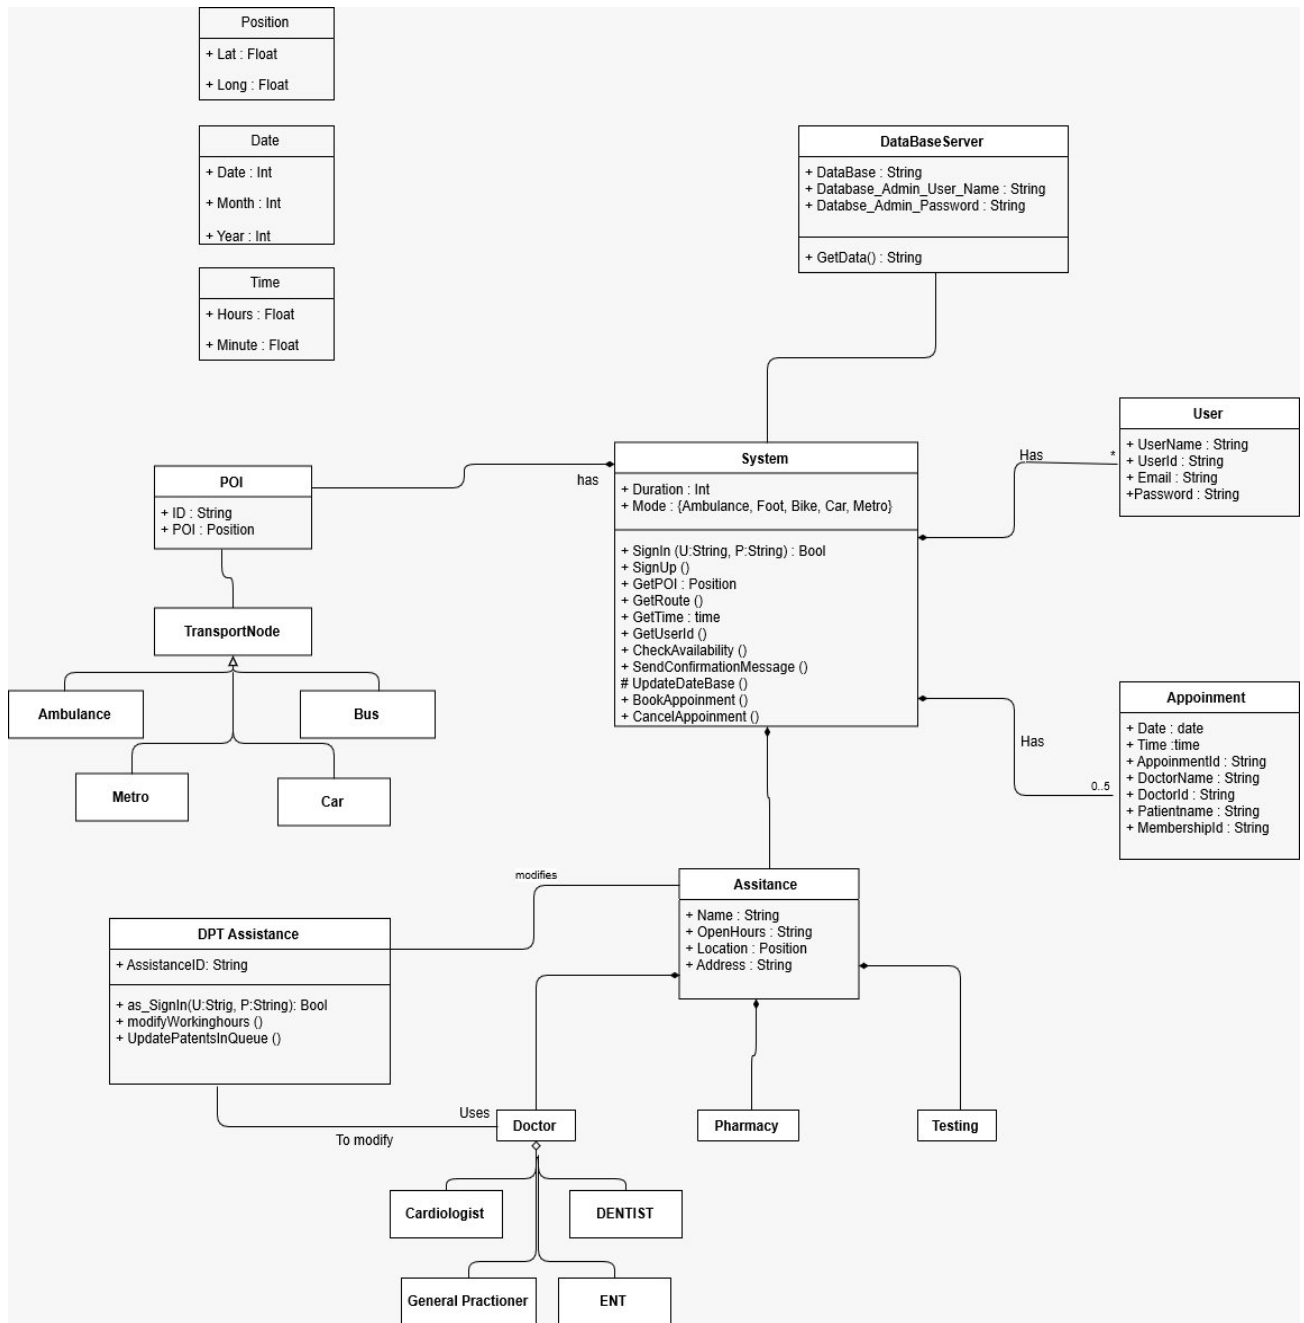 Position
+ Lat : Float
+ Long : Float
Date
+ Date : Int
+ Month : Int
+ Year : Int
Time
+ Hours : Float
+ Minute : Float
DataBaseServer
+ DataBase : String
+ Database_Admin_User_Name : String
+ Databse_Admin_Password : String
+ GetData() : String
User
+ UserName : String
+ UserId : String
+ Email : String
+Password : String
Has
*
System
+ Duration : Int
+ Mode : {Ambulance, Foot, Bike, Car, Metro}
+ SignIn (U:String, P:String) : Bool
+ SignUp ()
+ GetPOI : Position
+ GetRoute ()
+ GetTime : time
+ GetUserId ()
+ CheckAvailability ()
+ SendConfirmationMessage ()
# UpdateDateBase ()
+ BookAppoinment ()
+ CancelAppoinment ()
has
POI
+ ID : String
+ POI : Position
TransportNode
Ambulance
Bus
Metro
Car
Has
0..5
Appoinment
+ Date : date
+ Time :time
+ AppoinmentId : String
+ DoctorName : String
+ DoctorId : String
+ Patientname : String
+ MembershipId : String
modifies
Assitance
+ Name : String
+ OpenHours : String
+ Location : Position
+ Address : String
DPT Assistance
+ AssistanceID: String
+ as_SignIn(U:Strig, P:String): Bool
+ modifyWorkinghours ()
+ UpdatePatentsInQueue ()
Uses
To modify
Doctor
Pharmacy
Testing
Cardiologist
DENTIST
General Practioner
ENT